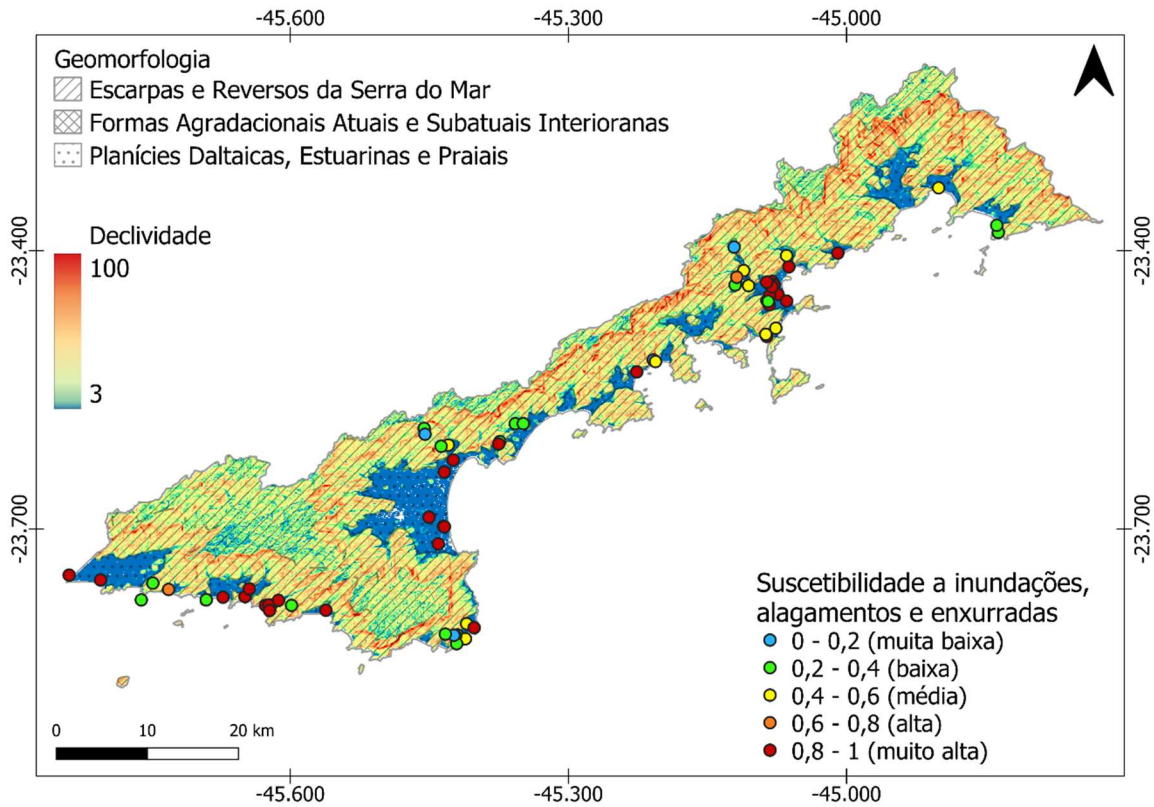 -45.600 -45.300 -45.000
Geomorfologia
Escarpas e Reversos da Serra do Mar
Formas Agradacionais Atuais e Subatuais Interioranas
Planícies Daltaicas, Estuarinas e Praiais
Declividade
100
3
-23.400 -23.400
-23.700 -23.700
Suscetibilidade a inundações,
alagamentos e enxurradas
0 - 0,2 (muita baixa)
0,2 - 0,4 (baixa)
0,4 - 0,6 (média)
0,6 - 0,8 (alta)
0,8 - 1 (muito alta)
0 10 20 km
-45.600 -45.300 -45.000